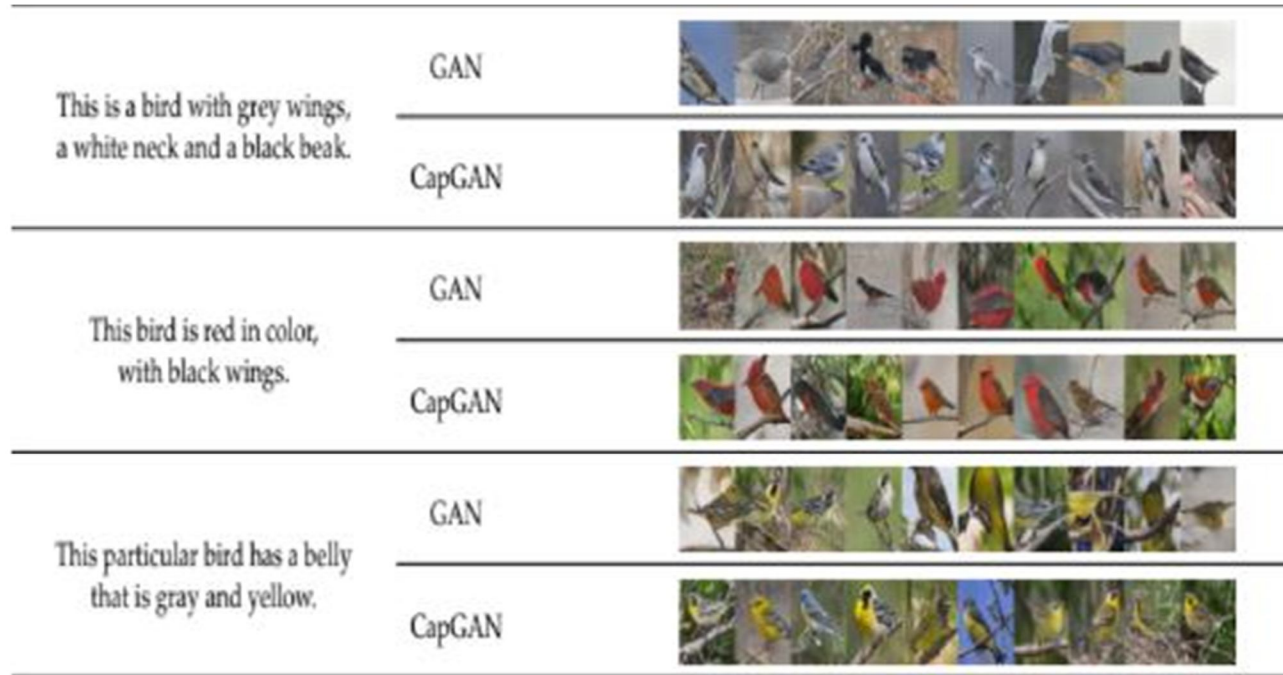 This is a bird with grey wings,
a white neck and a black beak.
GAN
CapGAN
This bird is red in color,
with black wings.
GAN
CapGAN
This particular bird has a belly
that is gray and yellow.
GAN
CapGAN